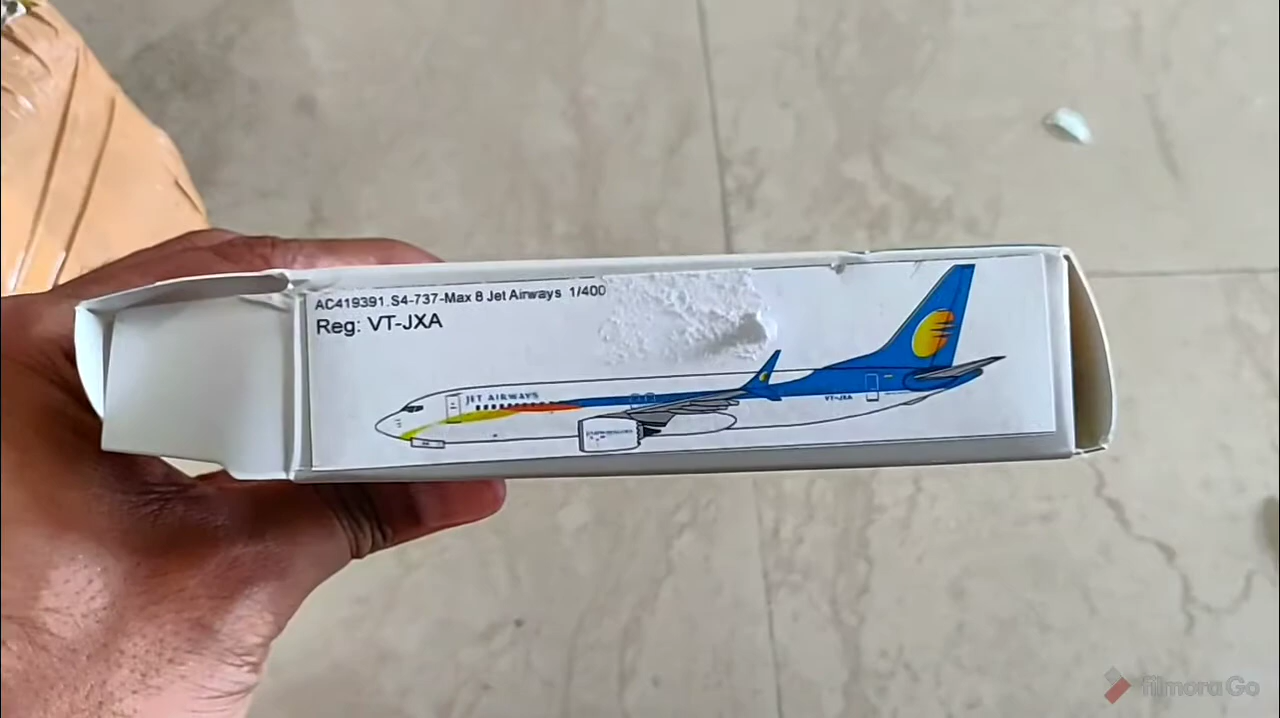 AC419391.S4-737-Max 8 Jet Airways 1/400
Reg: VT-JXA
JET AIRWAYS
VT-JXA
filmora Go